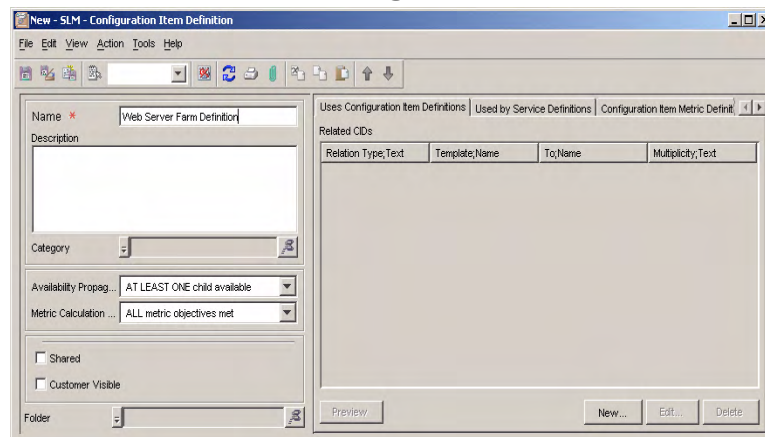 New - SLM - Configuration Item Definition
File Edit View Action Tools Help
Name * Web Server Farm Definition
Description
Category
Availability Propag... AT LEAST ONE child available
Metric Calculation ... ALL metric objectives met
Shared
Customer Visible
Folder
Uses Configuration Item Definitions Used by Service Definitions Configuration Item Metric Definit
Related CIDs
Relation Type;Text Template;Name To;Name Multiplicity;Text
Preview New... Edit... Delete